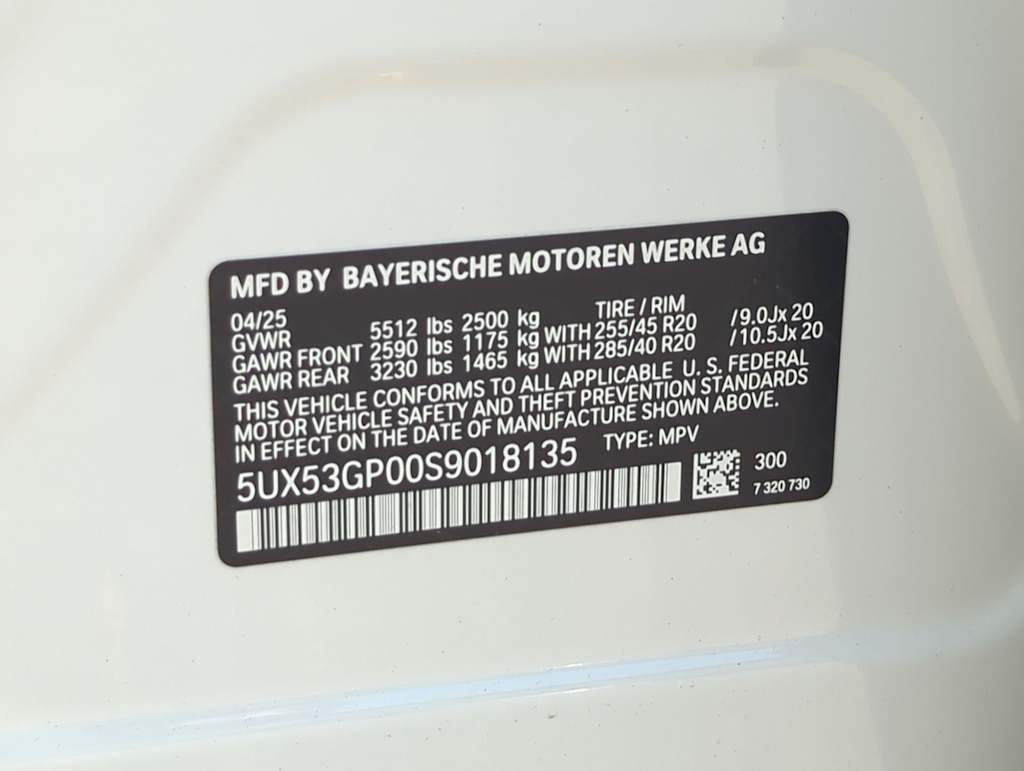 MFD BY BAYERISCHE MOTOREN WERKE AG
04/25 TIRE / RIM
GVWR 5512 lbs 2500 kg
GAWR FRONT 2590 lbs 1175 kg WITH 255/45 R20 /9.0Jx 20
GAWR REAR 3230 lbs 1465 kg WITH 285/40 R20 /10.5Jx 20
THIS VEHICLE CONFORMS TO ALL APPLICABLE U. S. FEDERAL
MOTOR VEHICLE SAFETY AND THEFT PREVENTION STANDARDS
IN EFFECT ON THE DATE OF MANUFACTURE SHOWN ABOVE.
5UX53GP00S9018135 TYPE: MPV
300
7 320 730